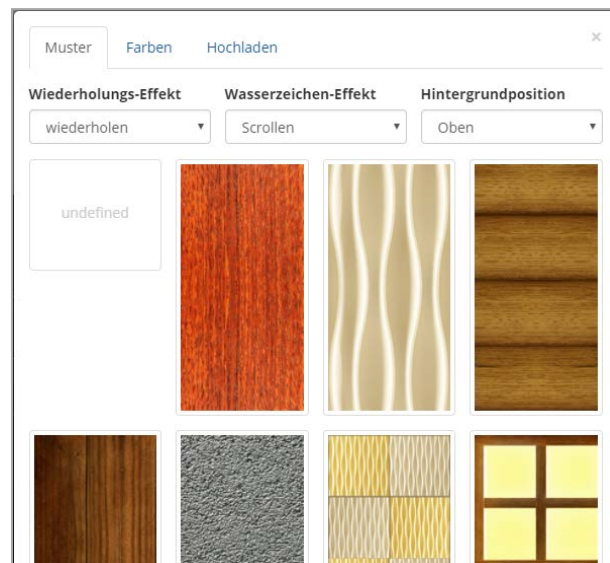 Muster Farben Hochladen ×
Wiederholungs-Effekt Wasserzeichen-Effekt Hintergrundposition
wiederholen Scrollen Oben
undefined